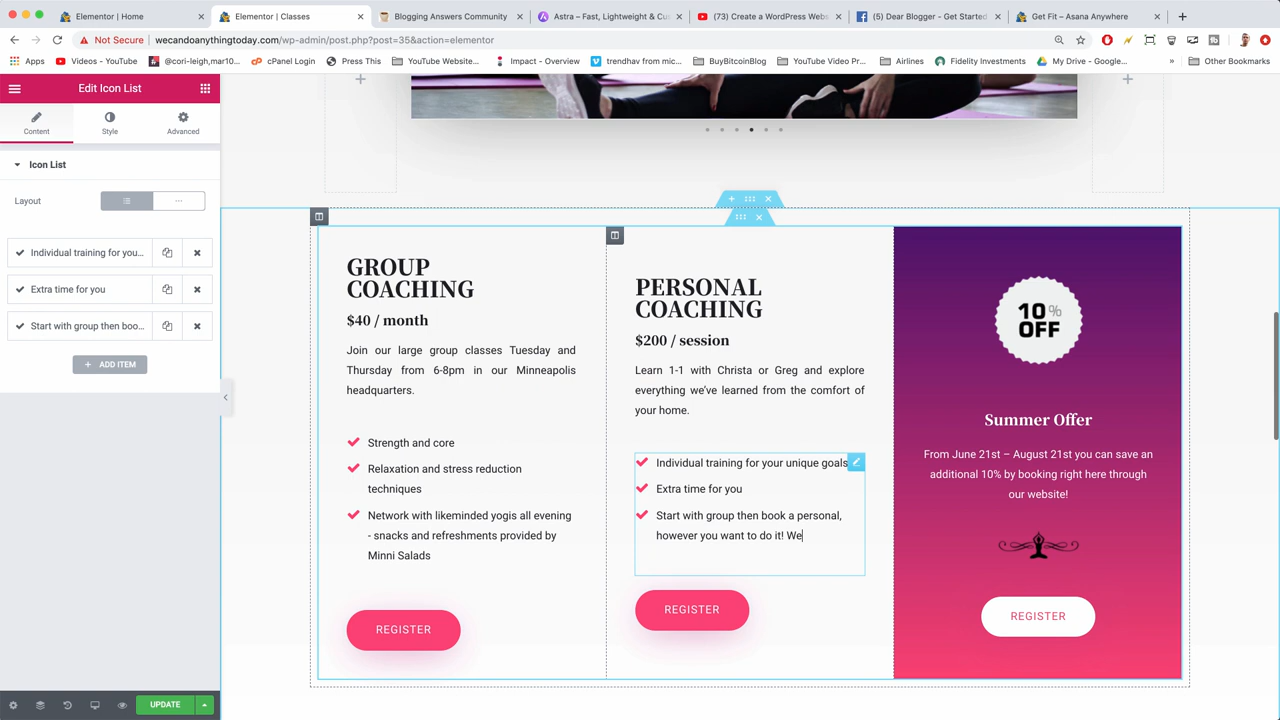 Elementor | Home
Elementor | Classes
Blogging Answers Community
Astra – Fast, Lightweight & Cu
(73) Create a WordPress Webs
(5) Dear Blogger - Get Started
Get Fit – Asana Anywhere
Not Secure | wecandoanythingtoday.com/wp-admin/post.php?post=35&action=elementor
Apps
Videos - YouTube
@cori-leigh,mar10...
cPanel Login
Press This
YouTube Website...
Impact - Overview
trendhav from mic...
BuyBitcoinBlog
YouTube Video Pr...
Airlines
Fidelity Investments
My Drive - Google...
»
Other Bookmarks
Edit Icon List
Content
Style
Advanced
Icon List
Layout
Individual training for you...
Extra time for you
Start with group then boo...
+ ADD ITEM
UPDATE
GROUP
COACHING
$40 / month
Join our large group classes Tuesday and
Thursday from 6-8pm in our Minneapolis
headquarters.
Strength and core
Relaxation and stress reduction
techniques
Network with likeminded yogis all evening
- snacks and refreshments provided by
Minni Salads
REGISTER
PERSONAL
COACHING
$200 / session
Learn 1-1 with Christa or Greg and explore
everything we've learned from the comfort of
your home.
Individual training for your unique goals
Extra time for you
Start with group then book a personal,
however you want to do it! We
REGISTER
10%
OFF
Summer Offer
From June 21st – August 21st you can save an
additional 10% by booking right here through
our website!
REGISTER